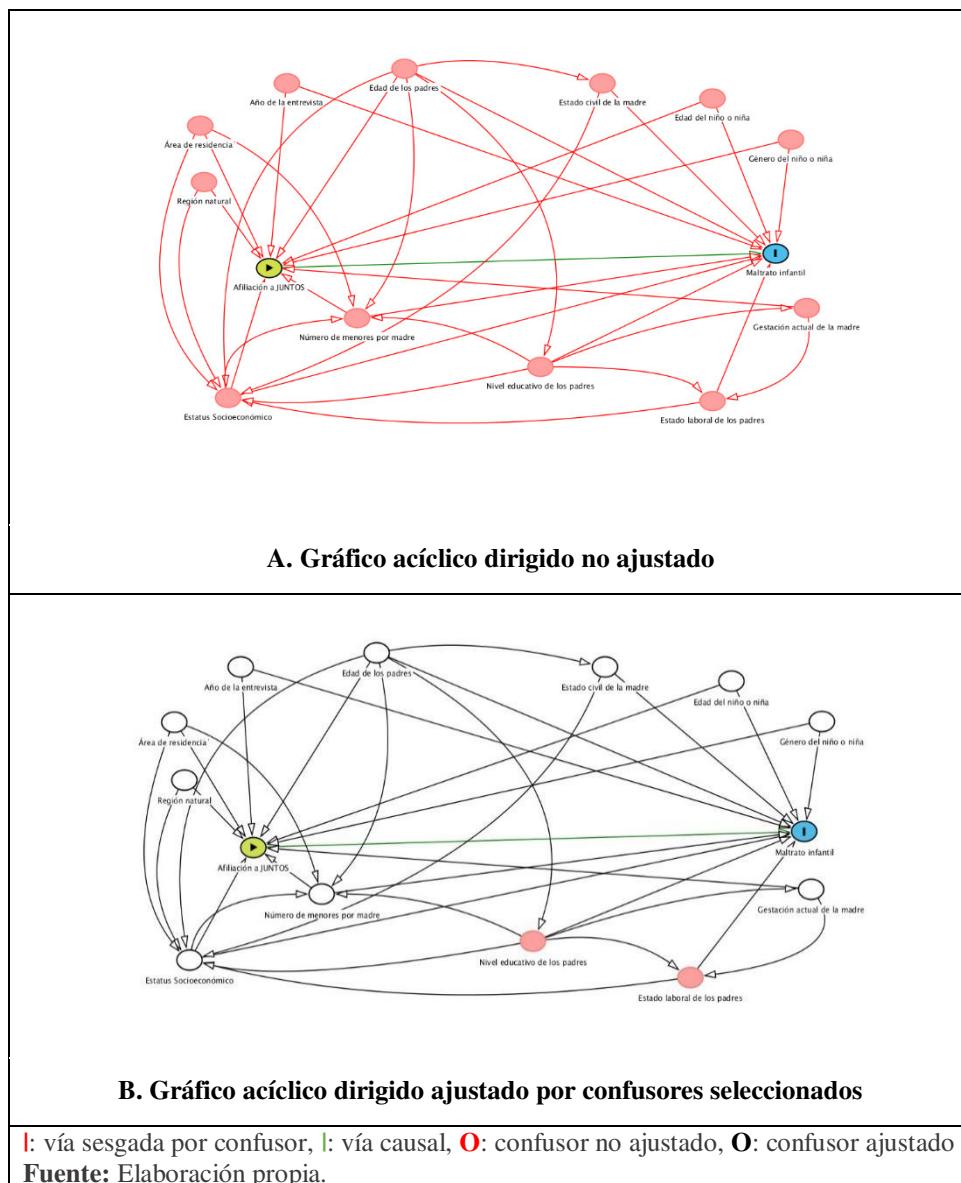 Edad de los padres
Año de la entrevista
Estado civil de la madre
Edad del niño o niña
Área de residencia
Género del niño o niña
Región natural
Maltrato infantil
Afiliación a JUNTOS
Número de menores por madre
Gestación actual de la madre
Nivel educativo de los padres
Estatus Socioeconómico
Estado laboral de los padres
A. Gráfico acíclico dirigido no ajustado
Edad de los padres
Año de la entrevista
Estado civil de la madre
Edad del niño o niña
Área de residencia
Género del niño o niña
Región natural
Maltrato infantil
Afiliación a JUNTOS
Número de menores por madre
Gestación actual de la madre
Nivel educativo de los padres
Estatus Socioeconómico
Estado laboral de los padres
B. Gráfico acíclico dirigido ajustado por confusores seleccionados
|: vía sesgada por confusor, |: vía causal, O: confusor no ajustado, O: confusor ajustado
Fuente: Elaboración propia.